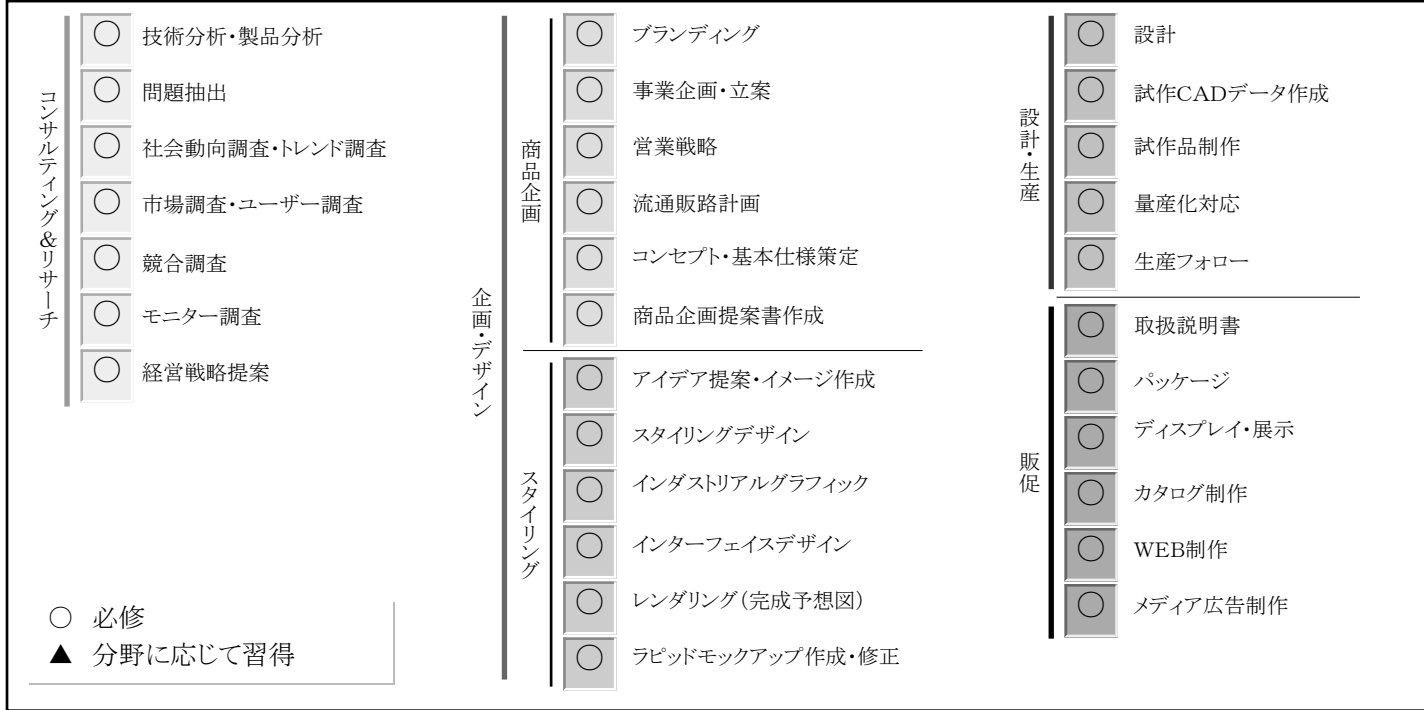 コンサルティング&リサーチ
○ 技術分析・製品分析
○ 問題抽出
○ 社会動向調査・トレンド調査
○ 市場調査・ユーザー調査
○ 競合調査
○ モニター調査
○ 経営戦略提案
企画・デザイン
商品企画
○ ブランディング
○ 事業企画・立案
○ 営業戦略
○ 流通販路計画
○ コンセプト・基本仕様策定
○ 商品企画提案書作成
スタイリング
○ アイデア提案・イメージ作成
○ スタイリングデザイン
○ インダストリアルグラフィック
○ インターフェイスデザイン
○ レンダリング(完成予想図)
○ ラピッドモックアップ作成・修正
設計・生産
○ 設計
○ 試作CADデータ作成
○ 試作品制作
○ 量産化対応
○ 生産フォロー
販促
○ 取扱説明書
○ パッケージ
○ ディスプレイ・展示
○ カタログ制作
○ WEB制作
○ メディア広告制作
○ 必修
▲ 分野に応じて習得